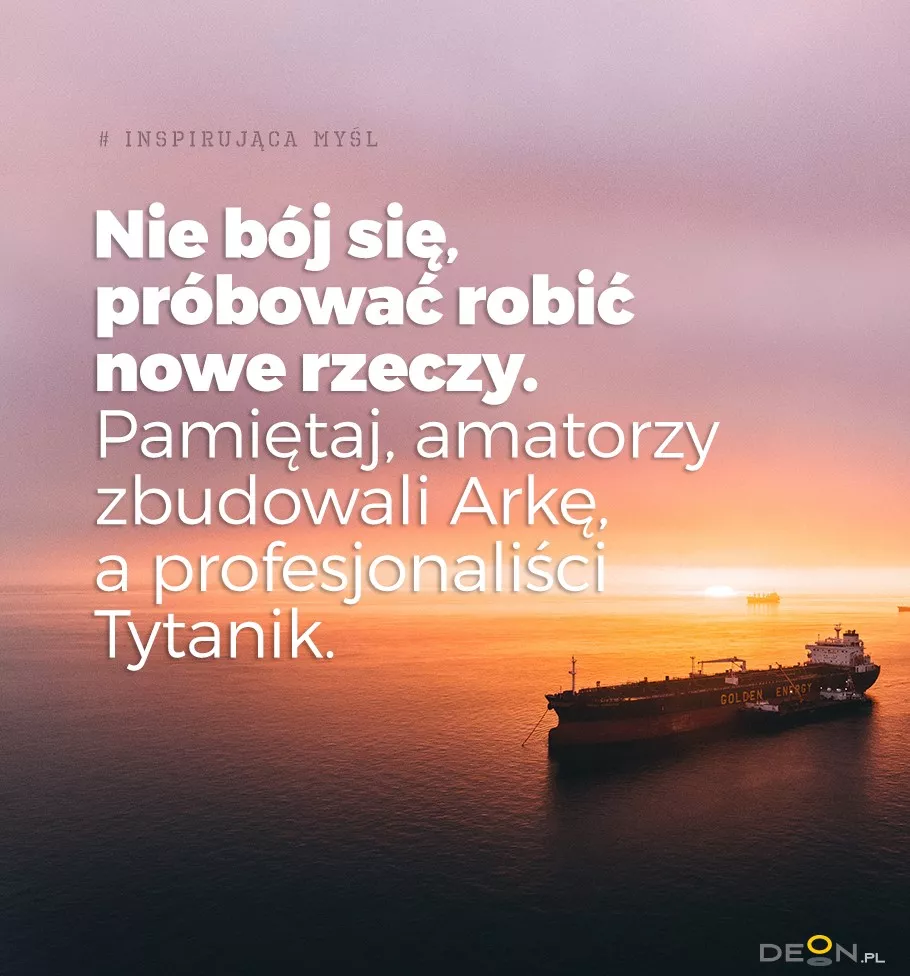 # INSPIRUJĄCA MYŚL
Nie bój się,
próbować robić
nowe rzeczy.
Pamiętaj, amatorzy
zbudowali Arkę,
a profesjonaliści
Tytanik.
GOLDEN ENERGY
DEON.PL